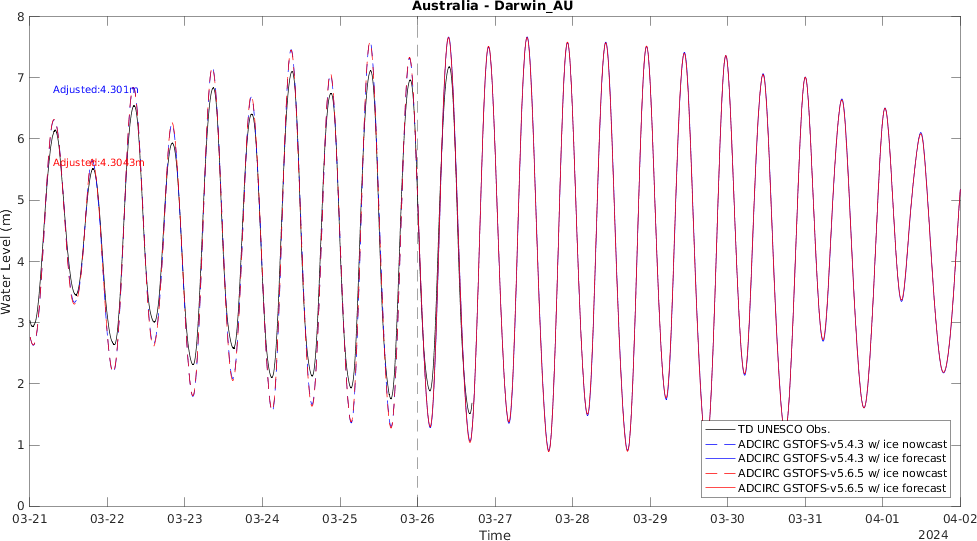 Australia - Darwin_AU
8
7
6
5
4
3
2
1
0
Water Level (m)
Adjusted:4.301m
Adjusted:4.3043m
TD UNESCO Obs.
ADCIRC GSTOFS-v5.4.3 w/ ice nowcast
ADCIRC GSTOFS-v5.4.3 w/ ice forecast
ADCIRC GSTOFS-v5.6.5 w/ ice nowcast
ADCIRC GSTOFS-v5.6.5 w/ ice forecast
03-21 03-22 03-23 03-24 03-25 03-26 03-27 03-28 03-29 03-30 03-31 04-01 04-02
Time
2024